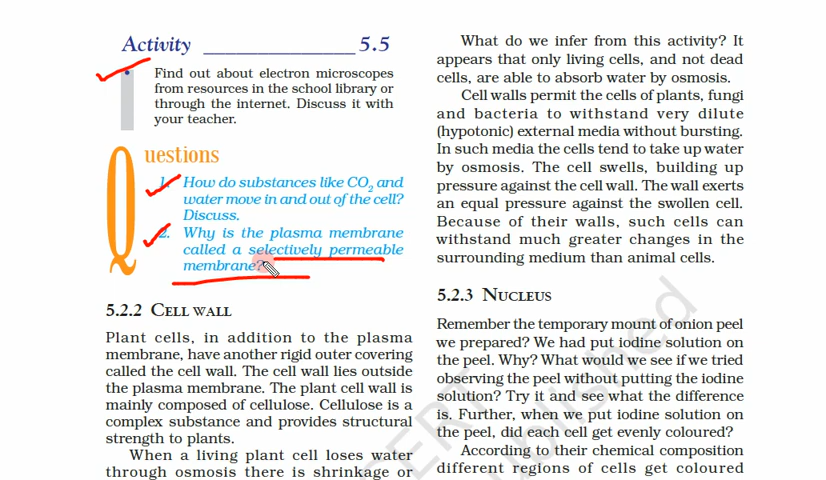 Activity ______________ 5.5
• Find out about electron microscopes
from resources in the school library or
through the internet. Discuss it with
your teacher.
Questions
1. How do substances like CO₂ and
water move in and out of the cell?
Discuss.
2. Why is the plasma membrane
called a selectively permeable
membrane?
5.2.2 CELL WALL
Plant cells, in addition to the plasma
membrane, have another rigid outer covering
called the cell wall. The cell wall lies outside
the plasma membrane. The plant cell wall is
mainly composed of cellulose. Cellulose is a
complex substance and provides structural
strength to plants.
When a living plant cell loses water
through osmosis there is shrinkage or
What do we infer from this activity? It
appears that only living cells, and not dead
cells, are able to absorb water by osmosis.
Cell walls permit the cells of plants, fungi
and bacteria to withstand very dilute
(hypotonic) external media without bursting.
In such media the cells tend to take up water
by osmosis. The cell swells, building up
pressure against the cell wall. The wall exerts
an equal pressure against the swollen cell.
Because of their walls, such cells can
withstand much greater changes in the
surrounding medium than animal cells.
5.2.3 NUCLEUS
Remember the temporary mount of onion peel
we prepared? We had put iodine solution on
the peel. Why? What would we see if we tried
observing the peel without putting the iodine
solution? Try it and see what the difference
is. Further, when we put iodine solution on
the peel, did each cell get evenly coloured?
According to their chemical composition
different regions of cells get coloured